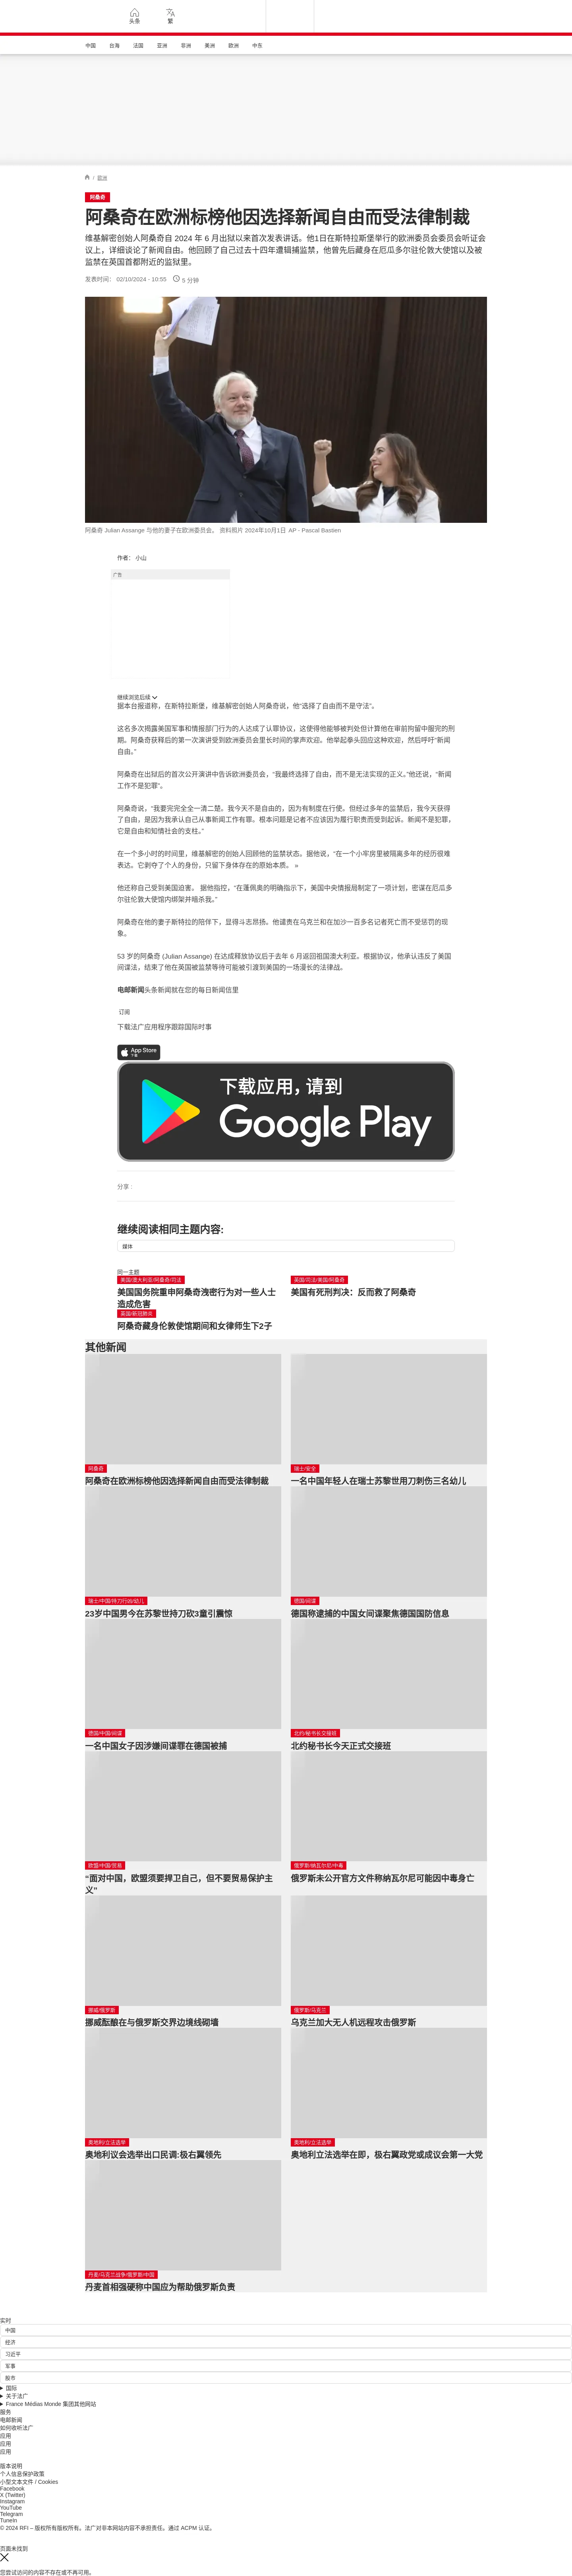 头条
繁
中国
台海
法国
亚洲
非洲
美洲
欧洲
中东
/ 欧洲
阿桑奇
阿桑奇在欧洲标榜他因选择新闻自由而受法律制裁
维基解密创始人阿桑奇自 2024 年 6 月出狱以来首次发表讲话。他1日在斯特拉斯堡举行的欧洲委员会委员会听证会
议上，详细谈论了新闻自由。他回顾了自己过去十四年遭辑捕监禁，他曾先后藏身在厄瓜多尔驻伦敦大使馆以及被
监禁在英国首都附近的监狱里。
发表时间： 02/10/2024 - 10:55
5 分钟
阿桑奇 Julian Assange 与他的妻子在欧洲委员会。 资料照片 2024年10月1日 AP - Pascal Bastien
作者： 小山
广告
继续浏览后续
据本台报道称，在斯特拉斯堡，维基解密创始人阿桑奇说，他“选择了自由而不是守法”。
这名多次揭露美国军事和情报部门行为的人达成了认罪协议，这使得他能够被判处但计算他在审前拘留中服完的刑
期。阿桑奇获释后的第一次演讲受到欧洲委员会里长时间的掌声欢迎。他举起拳头回应这种欢迎，然后呼吁“新闻
自由。”
阿桑奇在出狱后的首次公开演讲中告诉欧洲委员会，“我最终选择了自由，而不是无法实现的正义。”他还说，“新闻
工作不是犯罪”。
阿桑奇说，“我要完完全全一清二楚。我今天不是自由的，因为有制度在行使。但经过多年的监禁后，我今天获得
了自由，是因为我承认自己从事新闻工作有罪。根本问题是记者不应该因为履行职责而受到起诉。新闻不是犯罪，
它是自由和知情社会的支柱。”
在一个多小时的时间里，维基解密的创始人回顾他的监禁状态。据他说，“在一个小牢房里被隔离多年的经历很难
表达。它剥夺了个人的身份，只留下身体存在的原始本质。 »
他还称自己受到美国迫害。 据他指控，“在蓬佩奥的明确指示下，美国中央情报局制定了一项计划，密谋在厄瓜多
尔驻伦敦大使馆内绑架并暗杀我。”
阿桑奇在他的妻子斯特拉的陪伴下，显得斗志昂扬。他谴责在乌克兰和在加沙一百多名记者死亡而不受惩罚的现
象。
53 岁的阿桑奇 (Julian Assange) 在达成释放协议后于去年 6 月返回祖国澳大利亚。根据协议，他承认违反了美国
间谍法，结束了他在英国被监禁等待可能被引渡到美国的一场漫长的法律战。
电邮新闻头条新闻就在您的每日新闻信里
订阅
下载法广应用程序跟踪国际时事
App Store
下载
下载应用，请到
Google Play
分享 :
继续阅读相同主题内容:
媒体
同一主题
美国/澳大利亚/阿桑奇/司法
美国国务院重申阿桑奇洩密行为对一些人士
造成危害
英国/司法/美国/阿桑奇
美国有死刑判决：反而救了阿桑奇
英国/新冠肺炎
阿桑奇藏身伦敦使馆期间和女律师生下2子
其他新闻
阿桑奇
阿桑奇在欧洲标榜他因选择新闻自由而受法律制裁
瑞士/安全
一名中国年轻人在瑞士苏黎世用刀刺伤三名幼儿
瑞士/中国/持刀行凶/幼儿
23岁中国男今在苏黎世持刀砍3童引震惊
德国/间谍
德国称逮捕的中国女间谍聚焦德国国防信息
德国/中国/间谍
一名中国女子因涉嫌间谍罪在德国被捕
北约/秘书长交接班
北约秘书长今天正式交接班
欧盟/中国/贸易
“面对中国，欧盟须要捍卫自己，但不要贸易保护主
义”
俄罗斯/纳瓦尔尼/中毒
俄罗斯未公开官方文件称纳瓦尔尼可能因中毒身亡
挪威/俄罗斯
挪威酝酿在与俄罗斯交界边境线砌墙
俄罗斯/乌克兰
乌克兰加大无人机远程攻击俄罗斯
奥地利/立法选举
奥地利议会选举出口民调:极右翼领先
奥地利/立法选举
奥地利立法选举在即，极右翼政党或成议会第一大党
丹麦/乌克兰战争/俄罗斯/中国
丹麦首相强硬称中国应为帮助俄罗斯负责
实时
中国
经济
习近平
军事
股市
国际
关于法广
France Médias Monde 集团其他网站
服务
电邮新闻
如何收听法广
应用
应用
应用
版本说明
个人信息保护政策
小型文本文件 / Cookies
Facebook
X (Twitter)
Instagram
YouTube
Telegram
TuneIn
© 2024 RFI – 版权所有版权所有。法广对非本网站内容不承担责任。通过 ACPM 认证。
页面未找到
您尝试访问的内容不存在或不再可用。